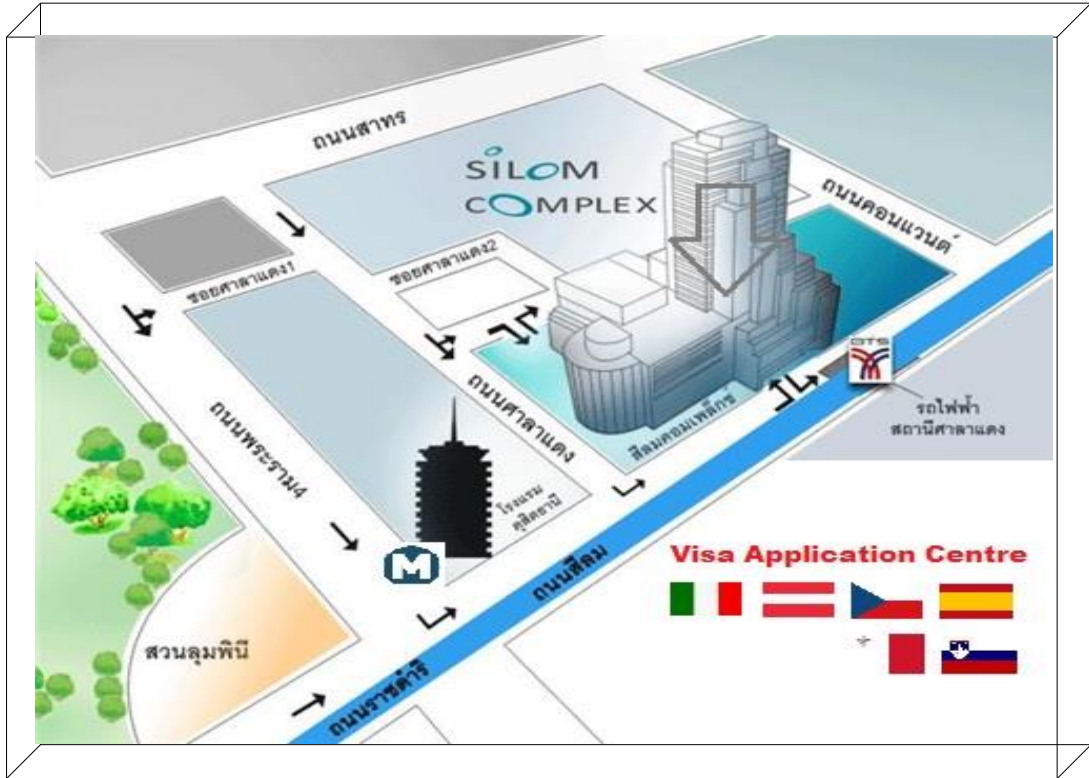 ถนนสาทร
SILOM
COMPLEX
ถนนคอนแวนต์
ซอยศาลาแดง1
ซอยศาลาแดง2
BTS
รถไฟฟ้า
สถานีศาลาแดง
ถนนศาลาแดง
สีลมคอมเพล็กซ์
ถนนพระราม4
โรงแรม
ดุสิตธานี
M
ถนนสีลม
Visa Application Centre
สวนลุมพินี
ถนนราชดำริ